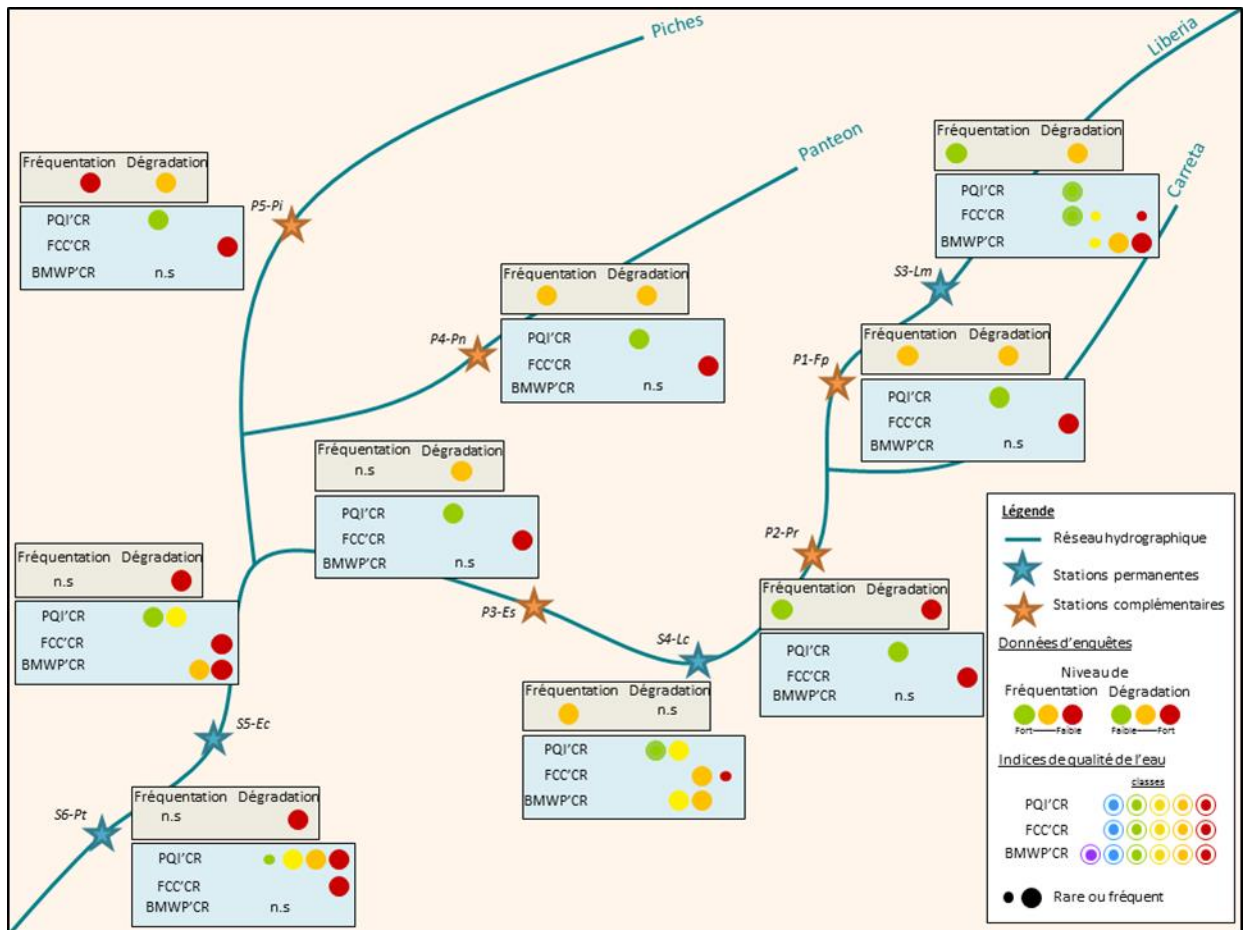 Piches
Liberia
Panteon
Carreta
Fréquentation Dégradation
PQI'CR
FCC'CR
BMWP'CR n.s
P5-Pi
Fréquentation Dégradation
PQI'CR
FCC'CR
BMWP'CR
S3-Lm
Fréquentation Dégradation
PQI'CR
FCC'CR
BMWP'CR n.s
P4-Pn
Fréquentation Dégradation
PQI'CR
FCC'CR
BMWP'CR n.s
P1-Fp
Fréquentation Dégradation
n.s
PQI'CR
FCC'CR
BMWP'CR n.s
P3-Es
P2-Pr
Fréquentation Dégradation
PQI'CR
FCC'CR
BMWP'CR n.s
Fréquentation Dégradation
n.s
PQI'CR
FCC'CR
BMWP'CR
S5-Ec
S4-Lc
Fréquentation Dégradation
n.s
PQI'CR
FCC'CR
BMWP'CR
S6-Pt
Fréquentation Dégradation
n.s
PQI'CR
FCC'CR
BMWP'CR n.s
Légende
Réseau hydrographique
Stations permanentes
Stations complémentaires
Données d'enquêtes
Niveau de
Fréquentation Dégradation
Fort Faible Faible Fort
Indices de qualité de l'eau
classes
PQI'CR
FCC'CR
BMWP'CR
Rare ou fréquent